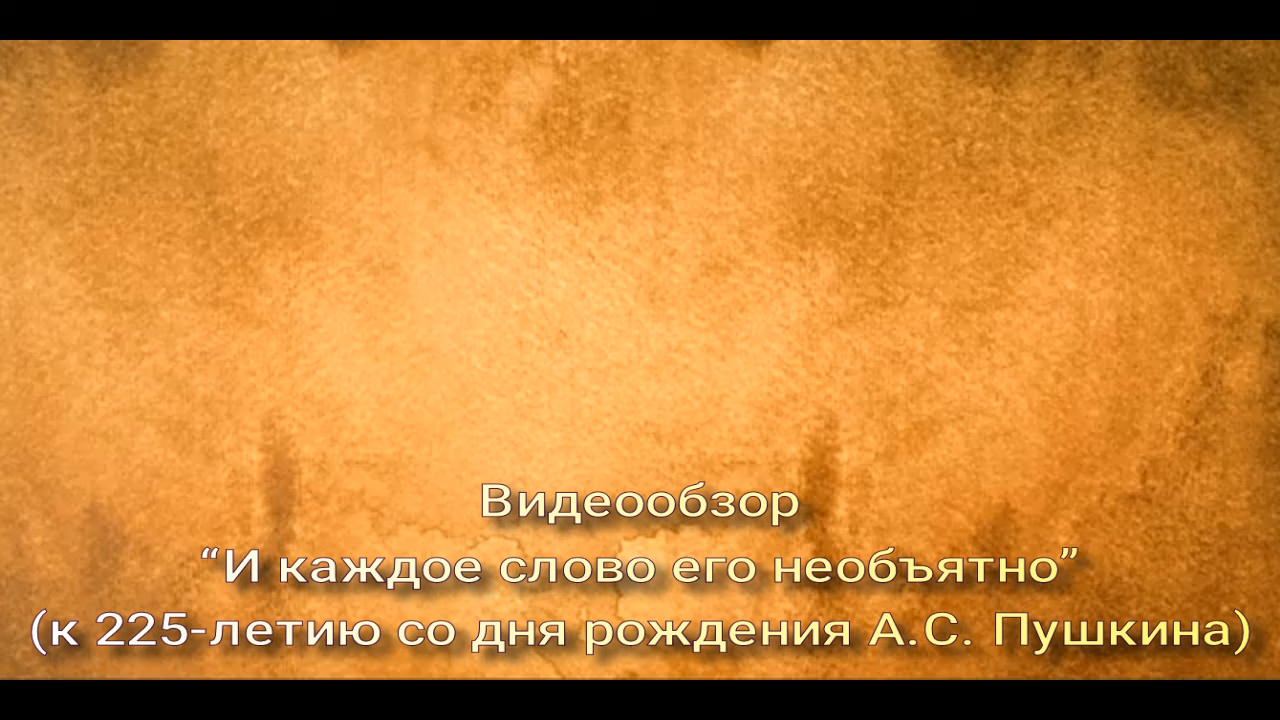 Видеообзор
“И каждое слово его необъятно”
(к 225-летию со дня рождения А.С. Пушкина)